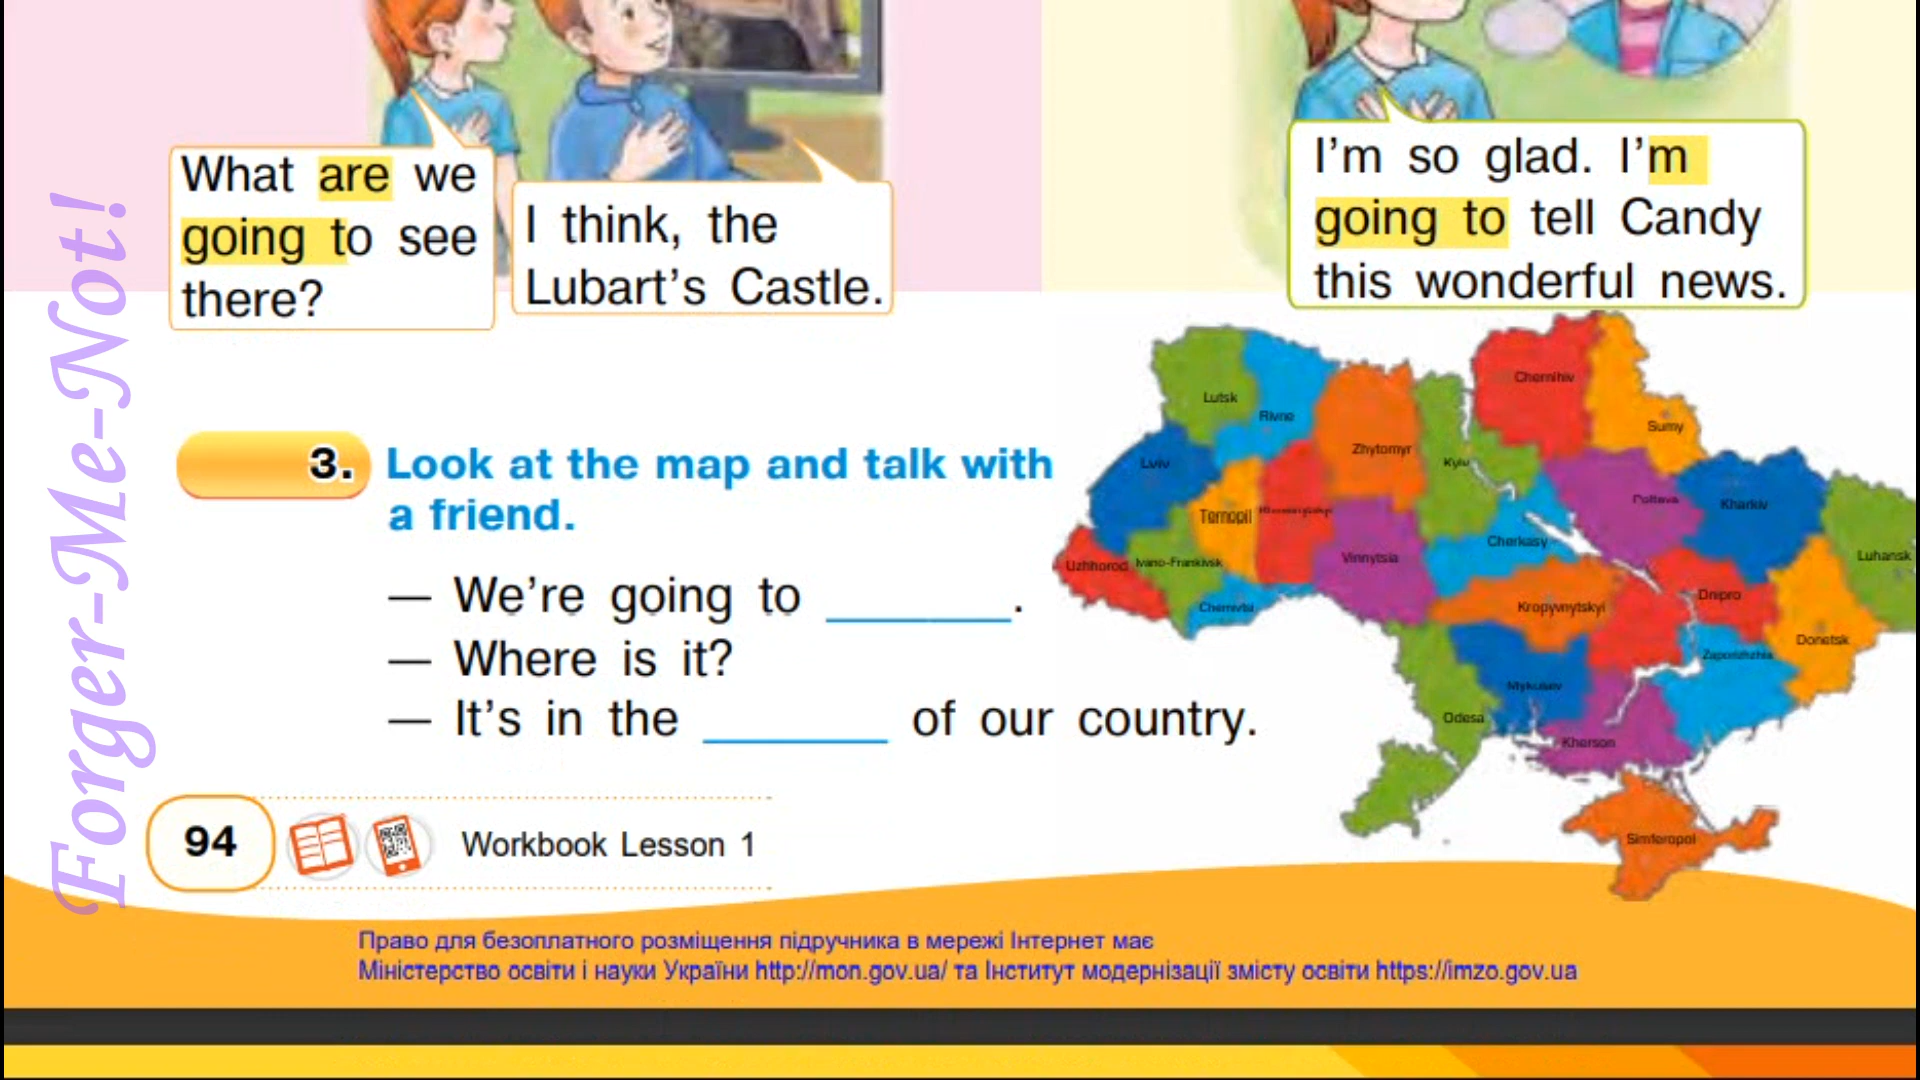 What are we
going to see
there?
I think, the
Lubart's Castle.
I'm so glad. I'm
going to tell Candy
this wonderful news.
Forger-Me-Not!
3. Look at the map and talk with
a friend.
— We're going to ________.
— Where is it?
— It's in the ________ of our country.
Lutsk
Rivne
Zhytomyr
Kyiv
Chernihiv
Sumy
Lviv
Ternopil
Vinnytsia
Cherkasy
Poltava
Kharkiv
Luhansk
Uzhhorod
Ivano-Frankivsk
Chernivtsi
Kropyvnytskyi
Dnipro
Donetsk
Zaporizhzhia
Mykolaiv
Odesa
Kherson
Simferopol
94
Workbook Lesson 1
Право для безоплатного розміщення підручника в мережі Інтернет має
Міністерство освіти і науки України http://mon.gov.ua/ та Інститут модернізації змісту освіти https://imzo.gov.ua